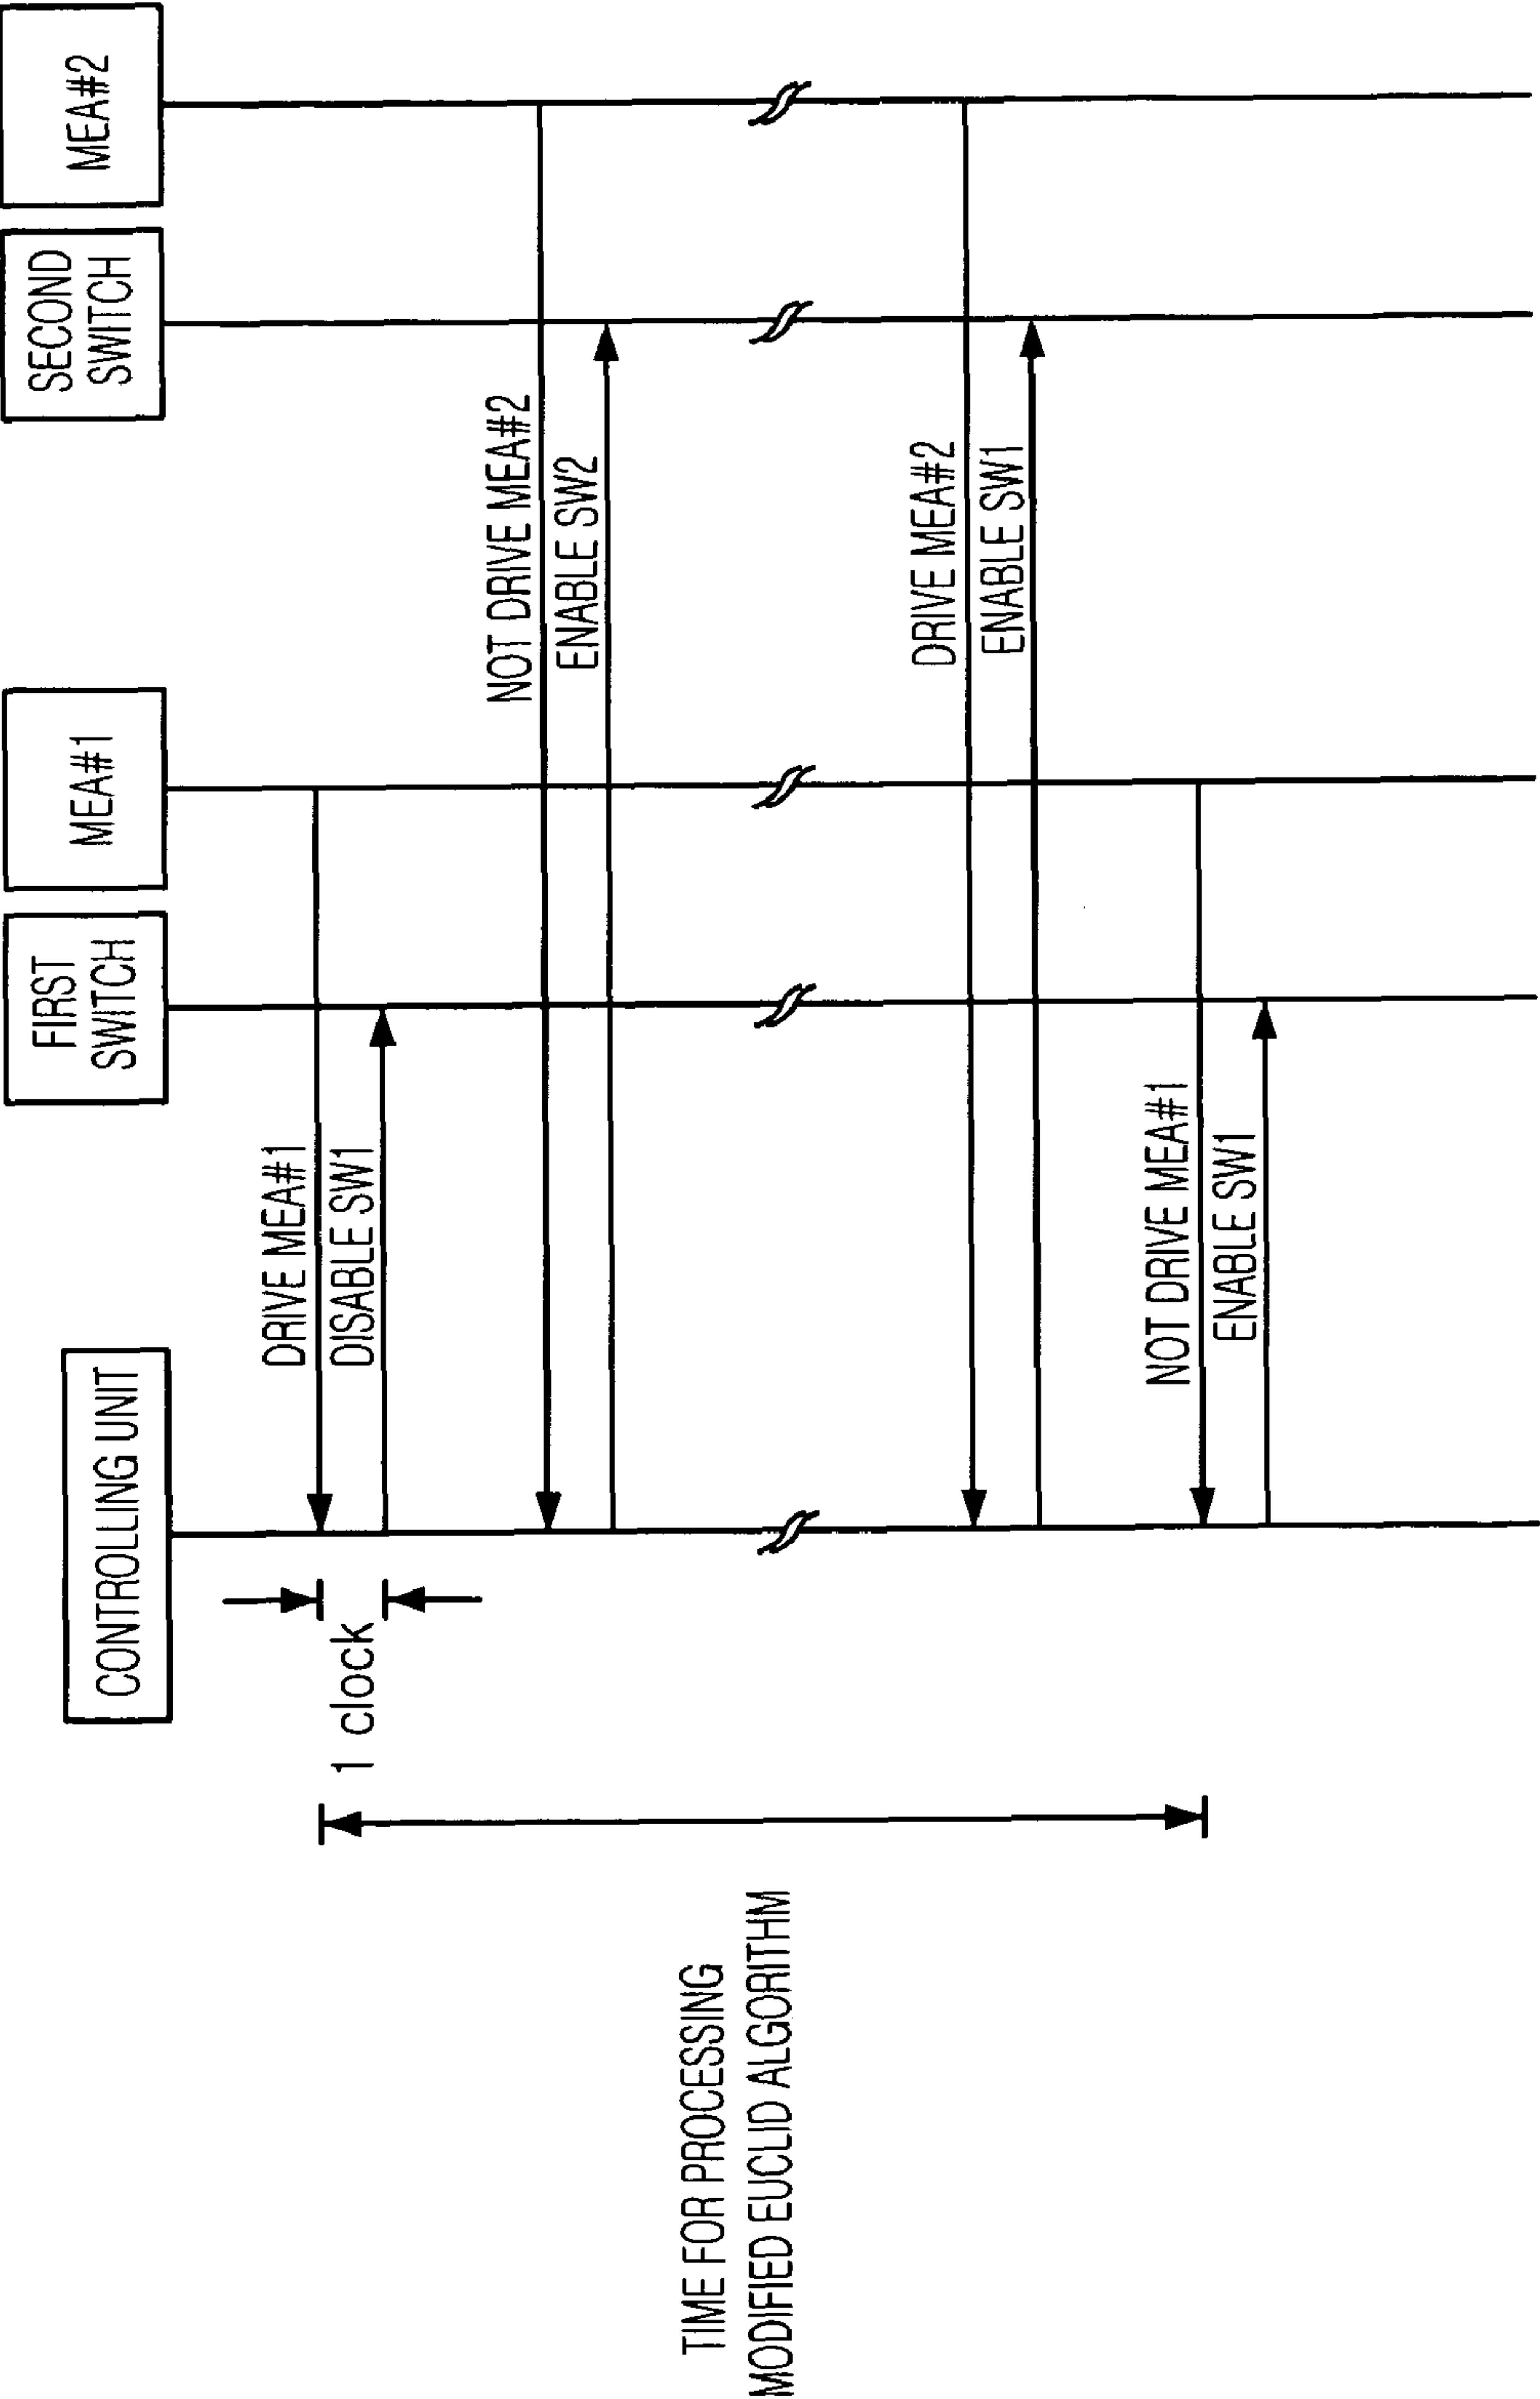 CONTROLLING UNIT
FIRST
SWITCH
MEA#1
SECOND
SWITCH
MEA#2
1 clock
DRIVE MEA#1
DISABLE SW1
NOT DRIVE MEA#2
ENABLE SW2
DRIVE MEA#2
ENABLE SW1
NOT DRIVE MEA#1
ENABLE SW1
TIME FOR PROCESSING
MODIFIED EUCLID ALGORITHM